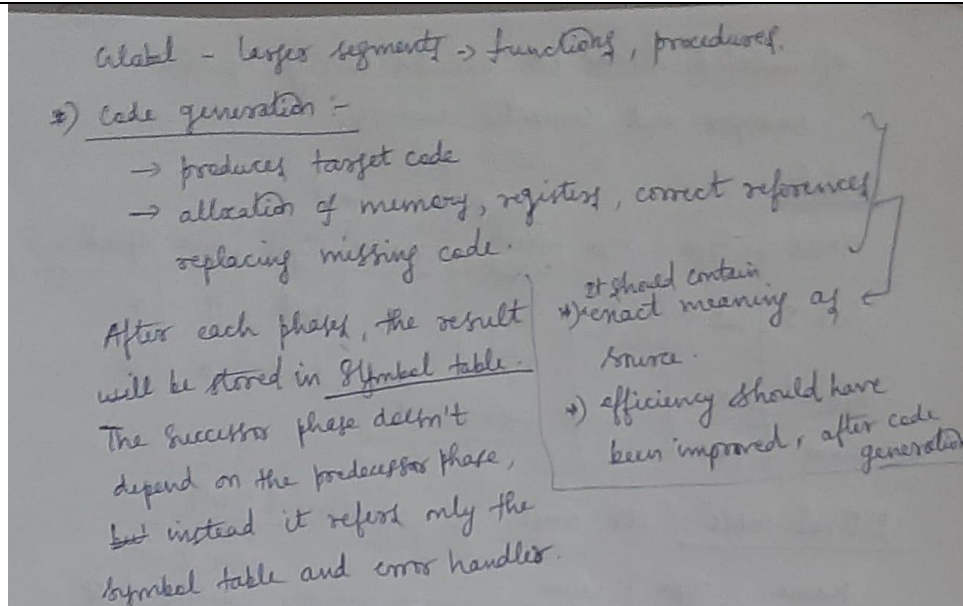 Global - larger segments → functions, procedures.
*) Code generation :-
→ produces target code
→ allocation of memory, registers, correct references
replacing missing code.
After each phases, the result
will be stored in Symbol table.
The Successor phase doesn't
depend on the predecessor phase,
but instead it refers only the
symbol table and error handler.
It should contain
*) exact meaning as
source.
*) efficiency should have
been improved, after code
generation